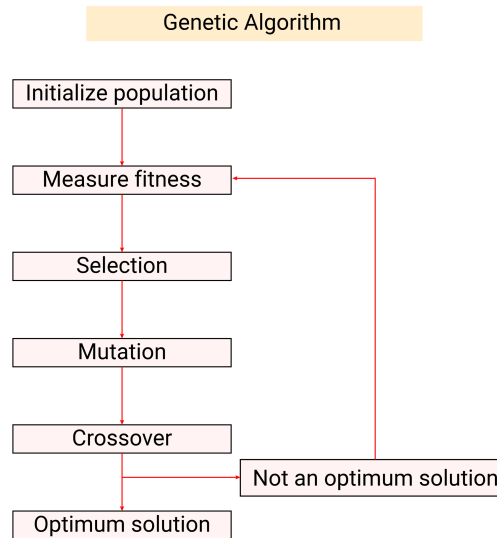 Genetic Algorithm
Initialize population
Measure fitness
Selection
Mutation
Crossover
Not an optimum solution
Optimum solution